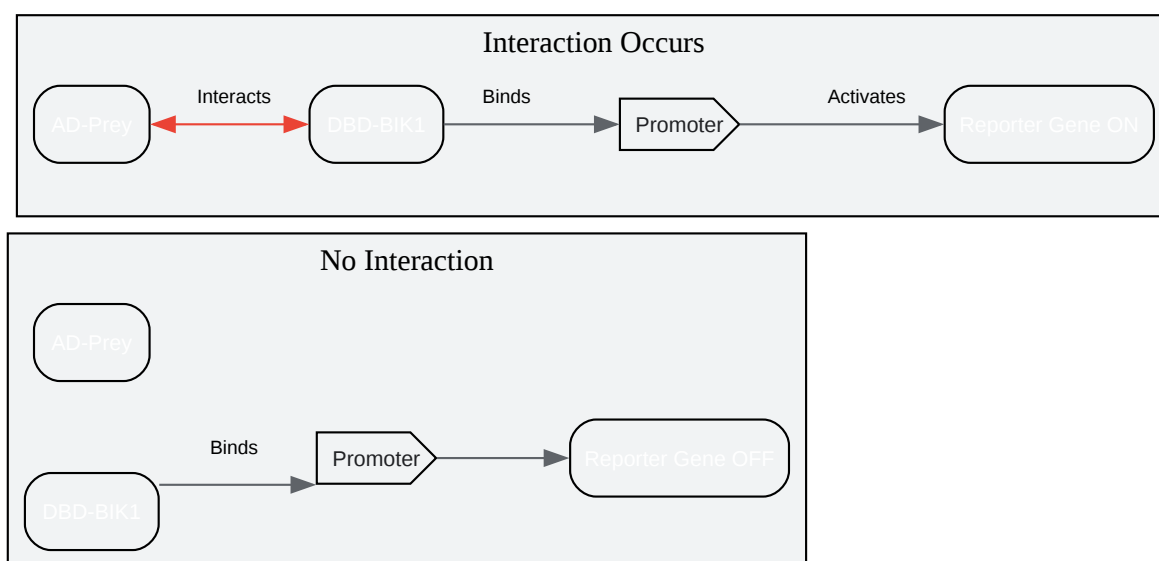 Interaction Occurs
AD-Prey
Interacts
DBD-BIK1
Binds
Promoter
Activates
Reporter Gene ON
No Interaction
AD-Prey
DBD-BIK1
Binds
Promoter
Reporter Gene OFF